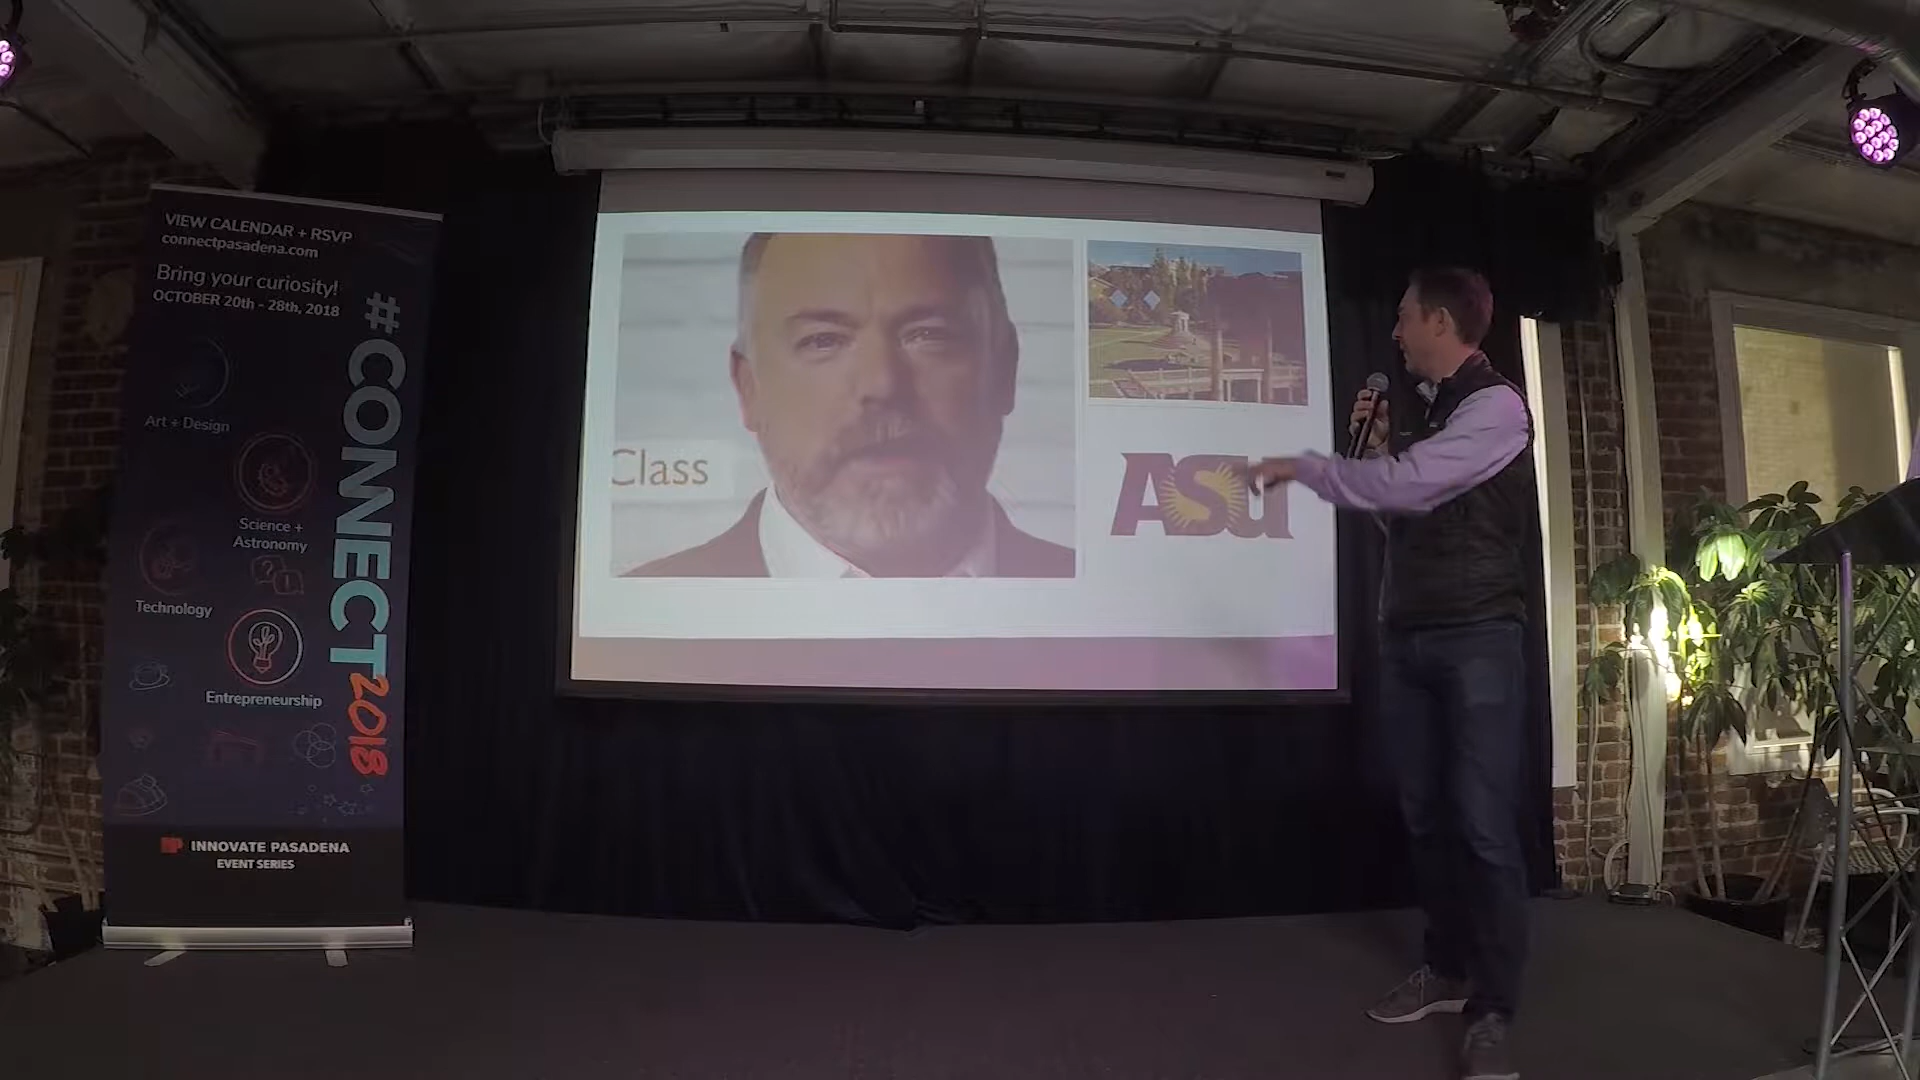 VIEW CALENDAR + RSVP
connectpasadena.com
Bring your curiosity!
OCTOBER 20th - 28th, 2018
#CONNECT2018
Art + Design
Science +
Astronomy
Technology
Entrepreneurship
INNOVATE PASADENA
EVENT SERIES
Class
ASU